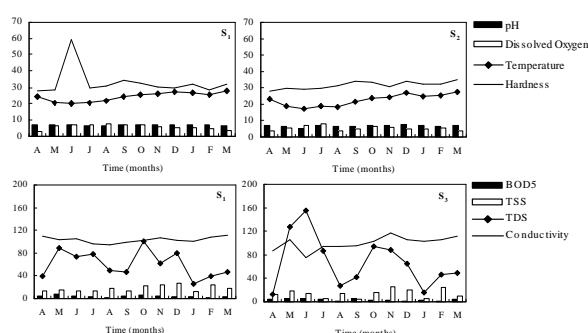 70
60
50
40
30
20
10
0
S1
A M J J A S O N D J F M
Time (months)
70
60
50
40
30
20
10
0
S2
A M J J A S O N D J F M
Time (months)
pH
Dissolved Oxygen
Temperature
Hardness
200
160
120
80
40
0
S1
A M J J A S O N D J F M
Time (months)
200
160
120
80
40
0
S3
A M J J A S O N D J F M
Time (months)
BOD5
TSS
TDS
Conductivity